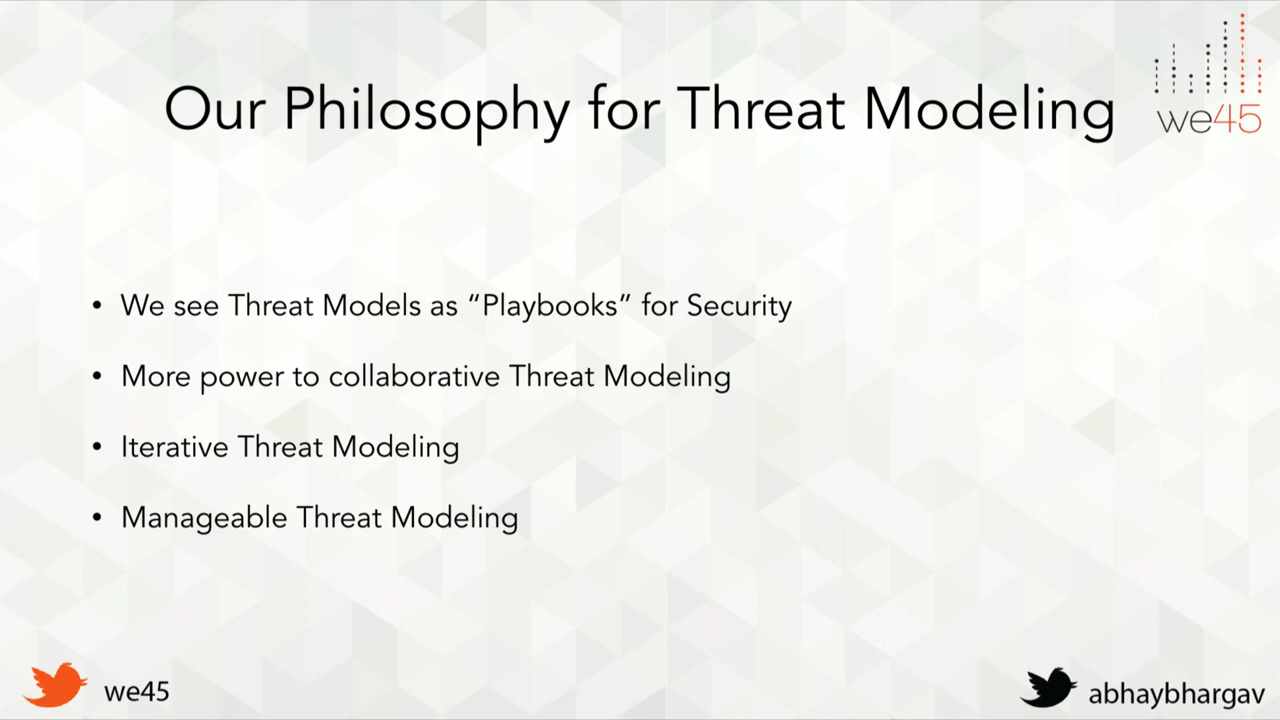 Our Philosophy for Threat Modeling
we45
• We see Threat Models as “Playbooks” for Security
• More power to collaborative Threat Modeling
• Iterative Threat Modeling
• Manageable Threat Modeling
we45
abhaybhargav